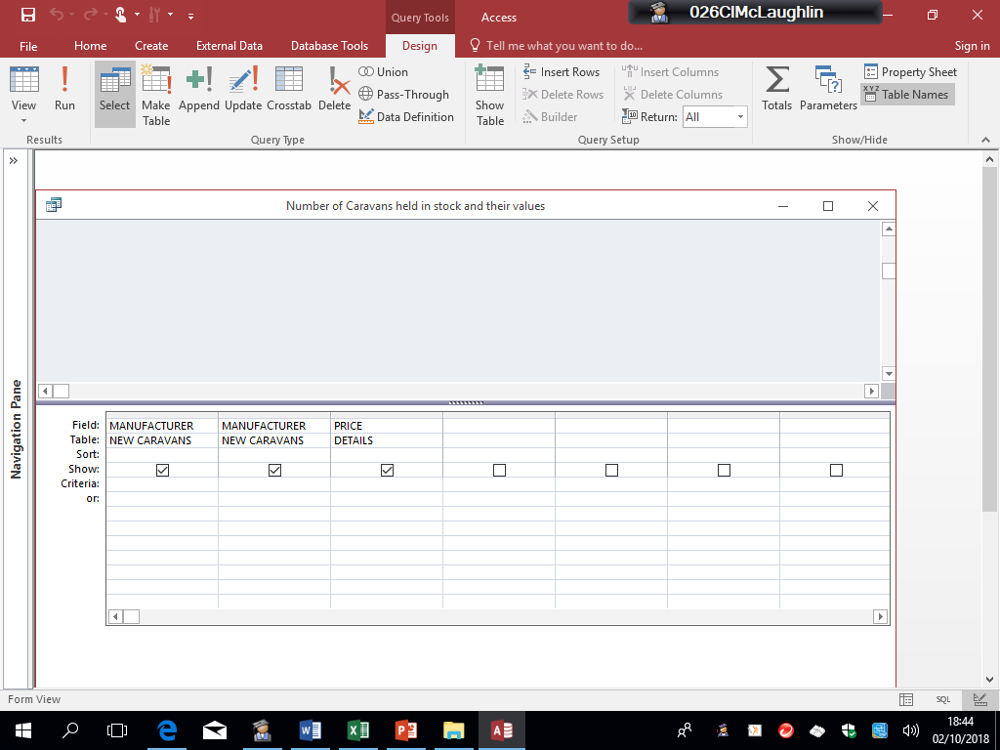 Query Tools
Access
026ClMcLaughlin
File
Home
Create
External Data
Database Tools
Design
Tell me what you want to do...
Sign in
View
Run
Select
Make Table
Append
Update
Crosstab
Delete
Union
Pass-Through
Data Definition
Show Table
Insert Rows
Delete Rows
Builder
Insert Columns
Delete Columns
Return: All
Totals
Parameters
Property Sheet
XYZ
Table Names
Results
Query Type
Query Setup
Show/Hide
»
Number of Caravans held in stock and their values
Navigation Pane
Field: MANUFACTURER MANUFACTURER PRICE
Table: NEW CARAVANS NEW CARAVANS DETAILS
Sort:
Show:
Criteria:
or:
Form View
SQL
18:44
02/10/2018